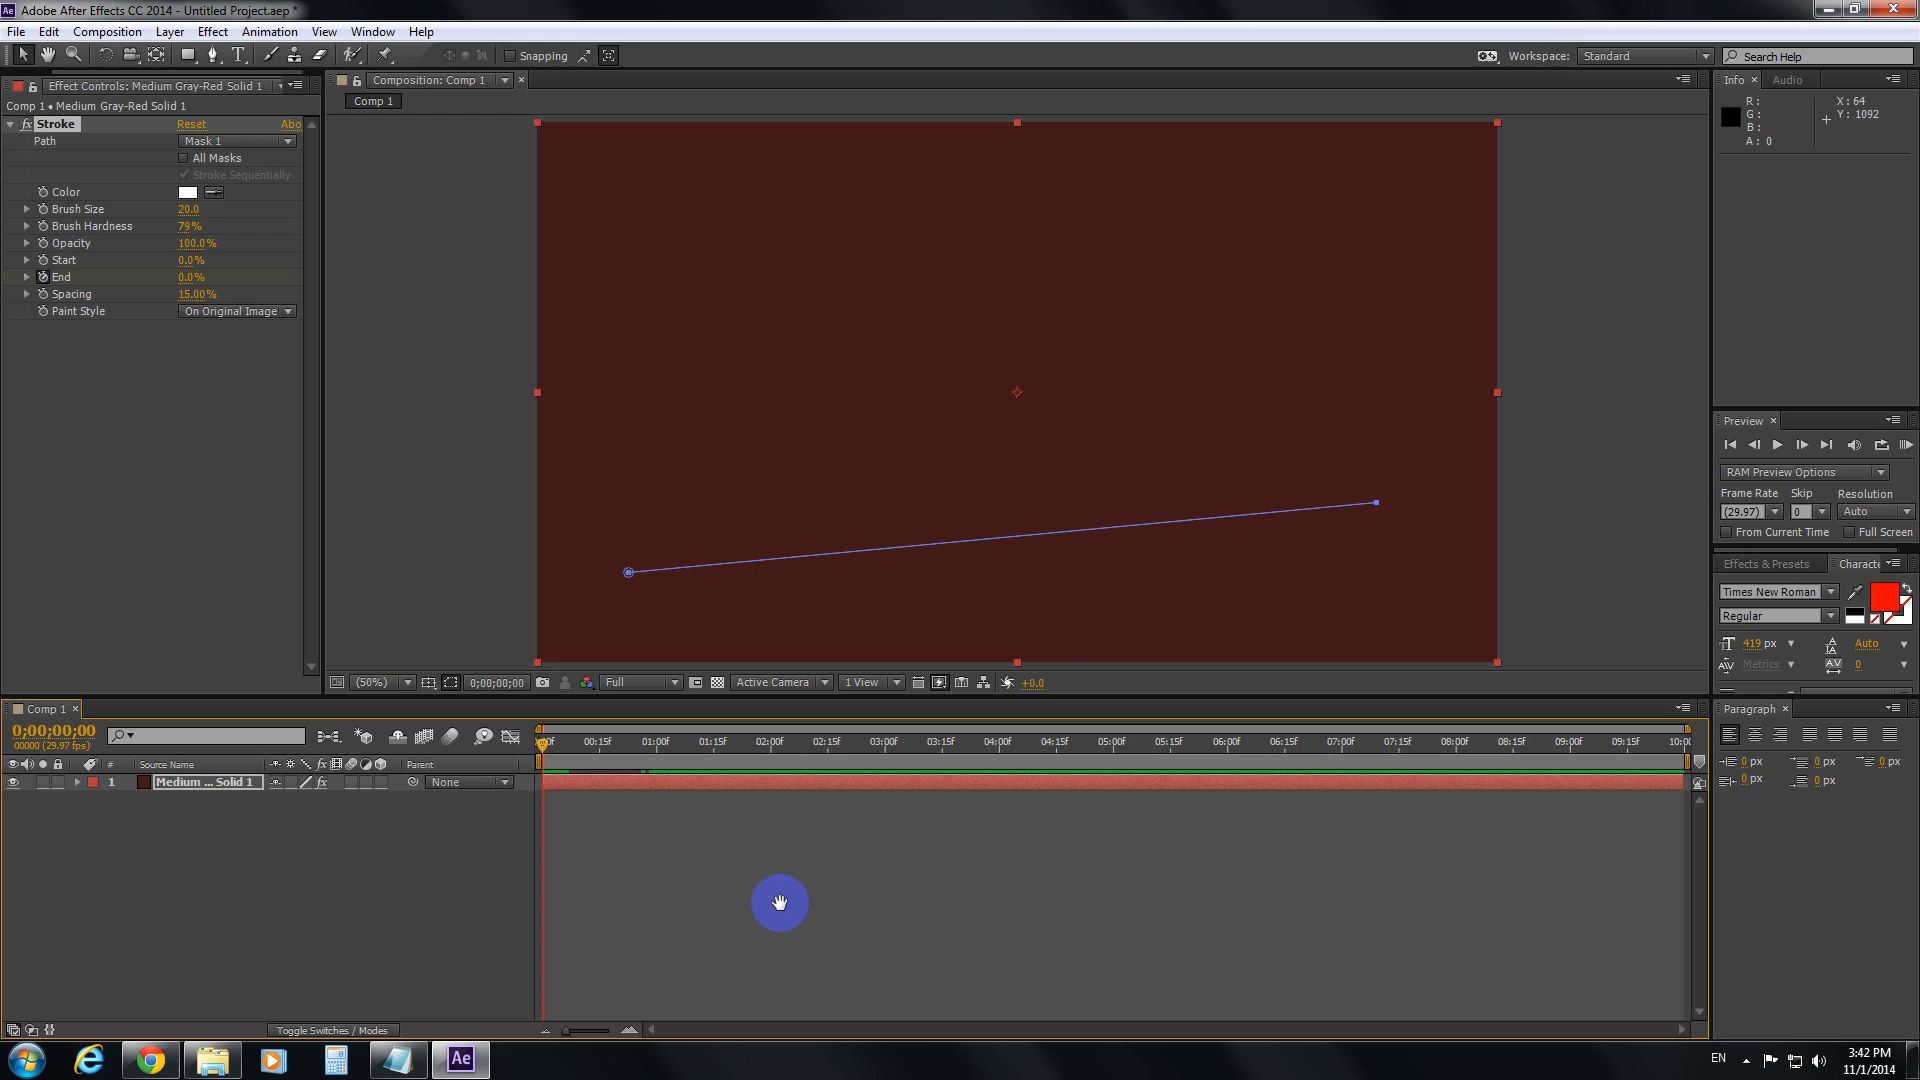 Ae Adobe After Effects CC 2014 - Untitled Project.aep *
File Edit Composition Layer Effect Animation View Window Help
T Snapping Workspace: Standard Search Help
Effect Controls: Medium Gray-Red Solid 1
Comp 1 • Medium Gray-Red Solid 1
fx Stroke Reset Abo
Path Mask 1
All Masks
Stroke Sequentially
Color
Brush Size 20.0
Brush Hardness 79%
Opacity 100.0%
Start 0.0%
End 0.0%
Spacing 15.00%
Paint Style On Original Image
Composition: Comp 1
Comp 1
(50%) 0;00;00;00 Full Active Camera 1 View +0.0
Info Audio
R: X: 64
G: Y: 1092
B:
A: 0
Preview
RAM Preview Options
Frame Rate Skip Resolution
(29.97) 0 Auto
From Current Time Full Screen
Effects & Presets Characte
Times New Roman
Regular
419 px Auto
Metrics 0
Comp 1
0;00;00;00
00000 (29.97 fps)
00:15f 01:00f 01:15f 02:00f 02:15f 03:00f 03:15f 04:00f 04:15f 05:00f 05:15f 06:00f 06:15f 07:00f 07:15f 08:00f 08:15f 09:00f 09:15f 10:00
# Source Name fx Parent
1 Medium ... Solid 1 fx None
Toggle Switches / Modes
Paragraph
0 px 0 px 0 px
0 px 0 px
Ae
EN
3:42 PM
11/1/2014